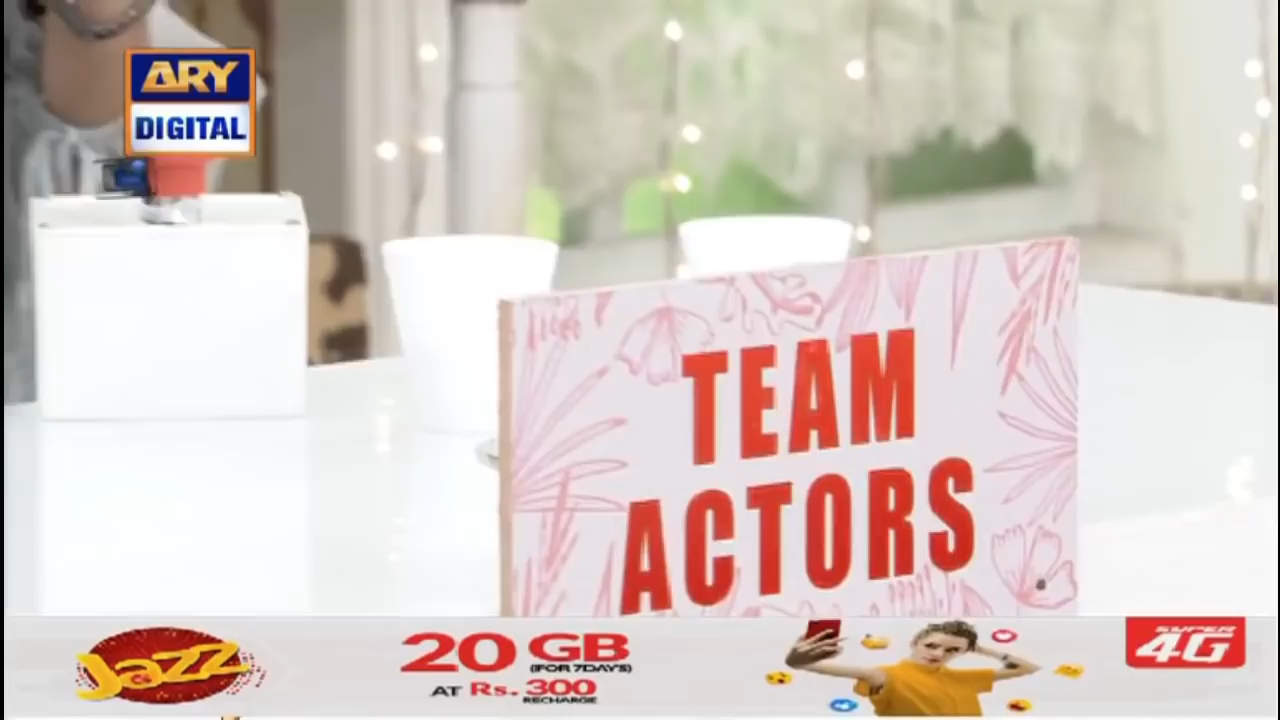 ARY
DIGITAL
TEAM
ACTORS
Jazz
20 GB
(FOR 7DAYS)
AT Rs. 300
RECHARGE
SUPER
4G